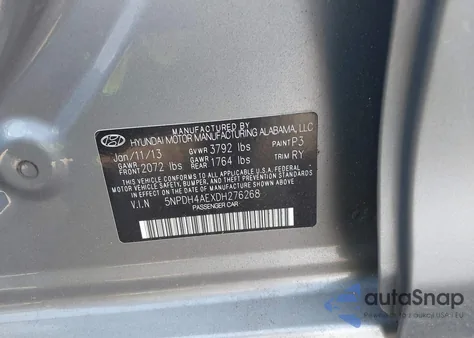 MANUFACTURED BY
HYUNDAI MOTOR MANUFACTURING ALABAMA, LLC
Jan/11/13 GVWR 3792 lbs PAINT P3
GAWR FRONT 2072 lbs GAWR REAR 1764 lbs TRIM RY
THIS VEHICLE CONFORMS TO ALL APPLICABLE U.S.A FEDERAL
MOTOR VEHICLE SAFETY, BUMPER, AND THEFT PREVENTION STANDARDS
IN EFFECT ON THE DATE OF MANUFACTURE SHOWN ABOVE.
V.I.N 5NPDH4AEXDH276268
PASSENGER CAR
autoSnap